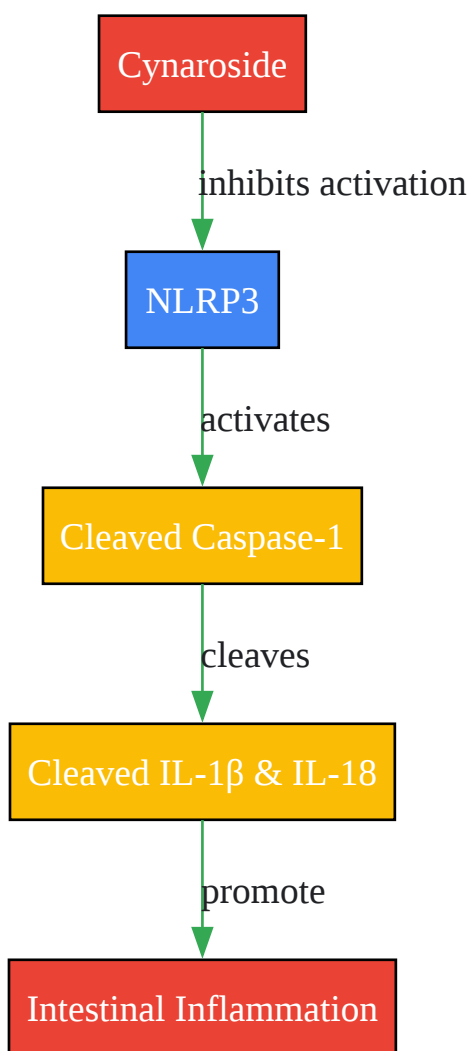 Cynaroside
inhibits activation
NLRP3
activates
Cleaved Caspase-1
cleaves
Cleaved IL-1β & IL-18
promote
Intestinal Inflammation